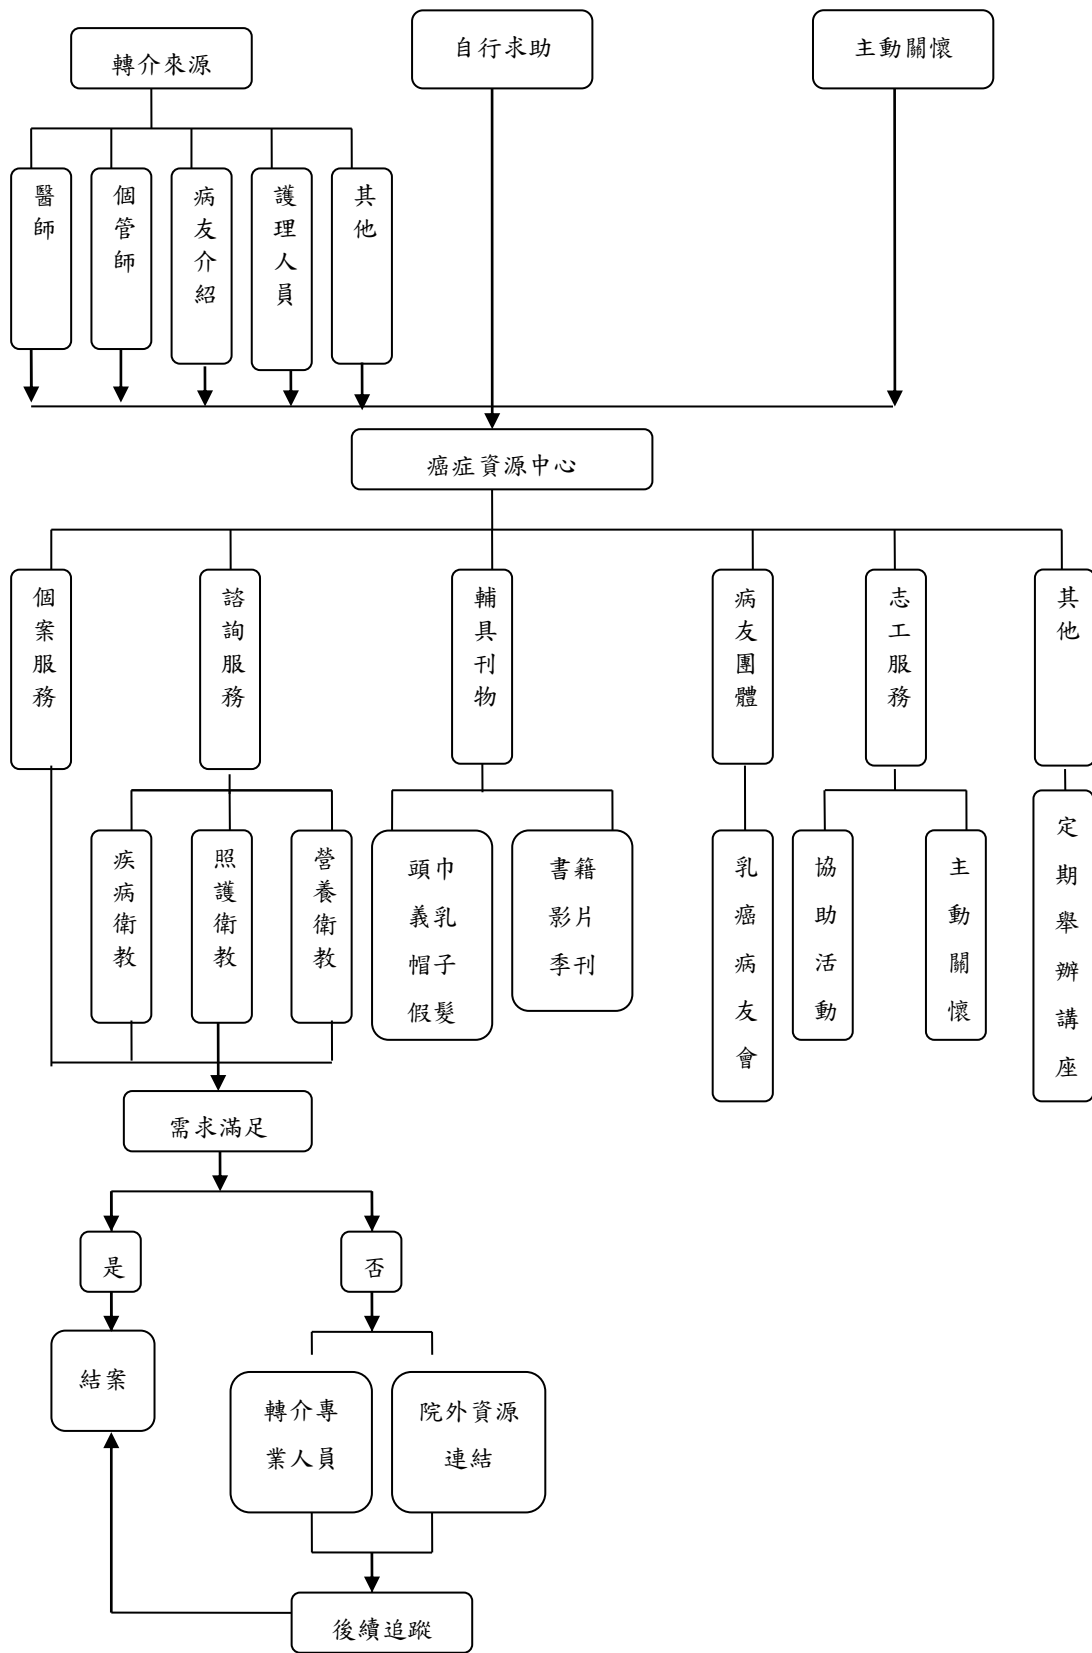 轉介來源
自行求助
主動關懷
醫師
個管師
病友介紹
護理人員
其他
癌症資源中心
個案服務
諮詢服務
輔具刊物
病友團體
志工服務
其他
疾病衛教
照護衛教
營養衛教
頭巾
義乳
帽子
假髮
書籍
影片
季刊
乳癌病友會
協助活動
主動關懷
定期舉辦講座
需求滿足
是
否
結案
轉介專
業人員
院外資源
連結
後續追蹤